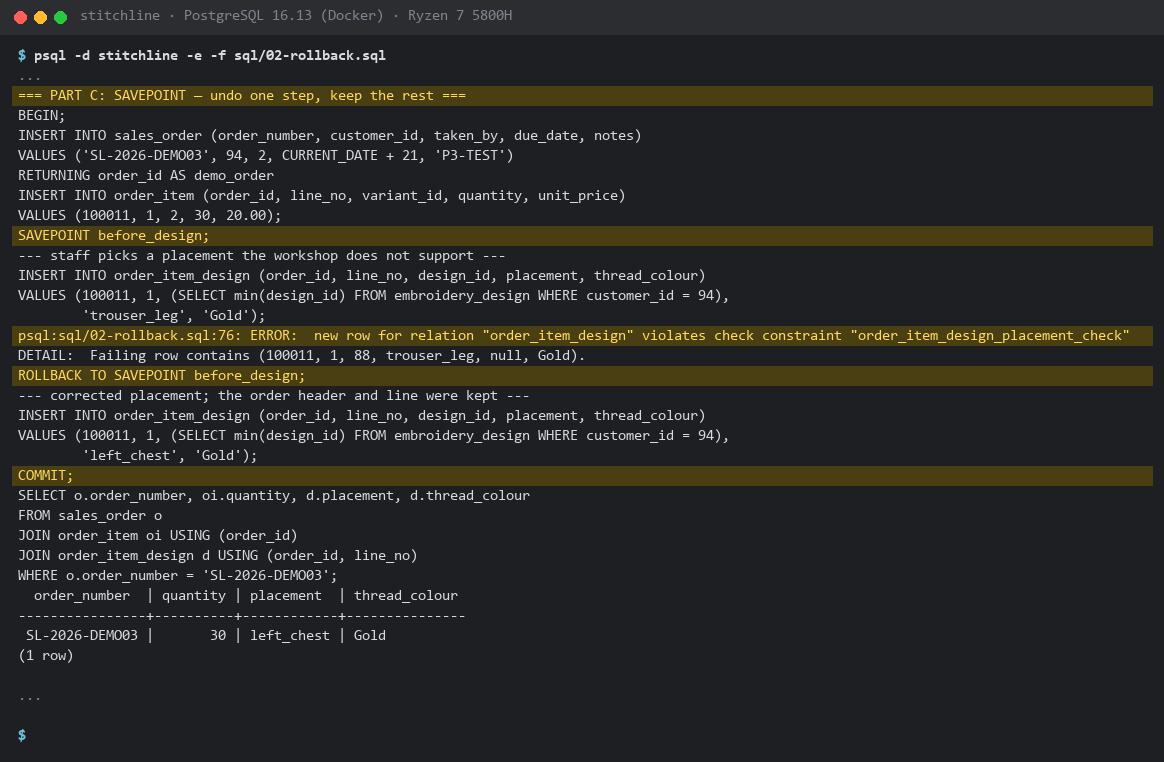 stitchline · PostgreSQL 16.13 (Docker) · Ryzen 7 5800H
$ psql -d stitchline -e -f sql/02-rollback.sql
...
=== PART C: SAVEPOINT — undo one step, keep the rest ===
BEGIN;
INSERT INTO sales_order (order_number, customer_id, taken_by, due_date, notes)
VALUES ('SL-2026-DEMO03', 94, 2, CURRENT_DATE + 21, 'P3-TEST')
RETURNING order_id AS demo_order
INSERT INTO order_item (order_id, line_no, variant_id, quantity, unit_price)
VALUES (100011, 1, 2, 30, 20.00);
SAVEPOINT before_design;
--- staff picks a placement the workshop does not support ---
INSERT INTO order_item_design (order_id, line_no, design_id, placement, thread_colour)
VALUES (100011, 1, (SELECT min(design_id) FROM embroidery_design WHERE customer_id = 94),
        'trouser_leg', 'Gold');
psql:sql/02-rollback.sql:76: ERROR:  new row for relation "order_item_design" violates check constraint "order_item_design_placement_check"
DETAIL:  Failing row contains (100011, 1, 88, trouser_leg, null, Gold).
ROLLBACK TO SAVEPOINT before_design;
--- corrected placement; the order header and line were kept ---
INSERT INTO order_item_design (order_id, line_no, design_id, placement, thread_colour)
VALUES (100011, 1, (SELECT min(design_id) FROM embroidery_design WHERE customer_id = 94),
        'left_chest', 'Gold');
COMMIT;
SELECT o.order_number, oi.quantity, d.placement, d.thread_colour
FROM sales_order o
JOIN order_item oi USING (order_id)
JOIN order_item_design d USING (order_id, line_no)
WHERE o.order_number = 'SL-2026-DEMO03';
  order_number  | quantity | placement  | thread_colour
----------------+----------+------------+---------------
 SL-2026-DEMO03 |       30 | left_chest | Gold
(1 row)
...
$